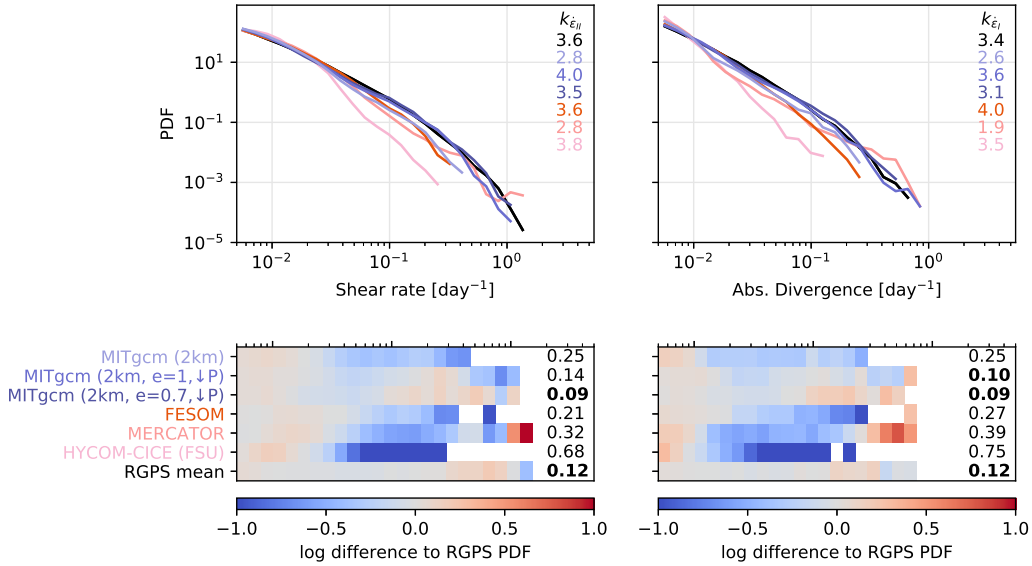 k_{ε̇_{II}}
3.6
2.8
4.0
3.5
3.6
2.8
3.8
PDF
10^1
10^−1
10^−3
10^−5
10^−2
10^−1
10^0
Shear rate [day^−1]
k_{ε̇_I}
3.4
2.6
3.6
3.1
4.0
1.9
3.5
10^−2
10^−1
10^0
Abs. Divergence [day^−1]
MITgcm (2km)
MITgcm (2km, e=1,↓P)
MITgcm (2km, e=0.7,↓P)
FESOM
MERCATOR
HYCOM-CICE (FSU)
RGPS mean
0.25
0.14
0.09
0.21
0.32
0.68
0.12
0.25
0.10
0.09
0.27
0.39
0.75
0.12
−1.0 −0.5 0.0 0.5 1.0
log difference to RGPS PDF
−1.0 −0.5 0.0 0.5 1.0
log difference to RGPS PDF